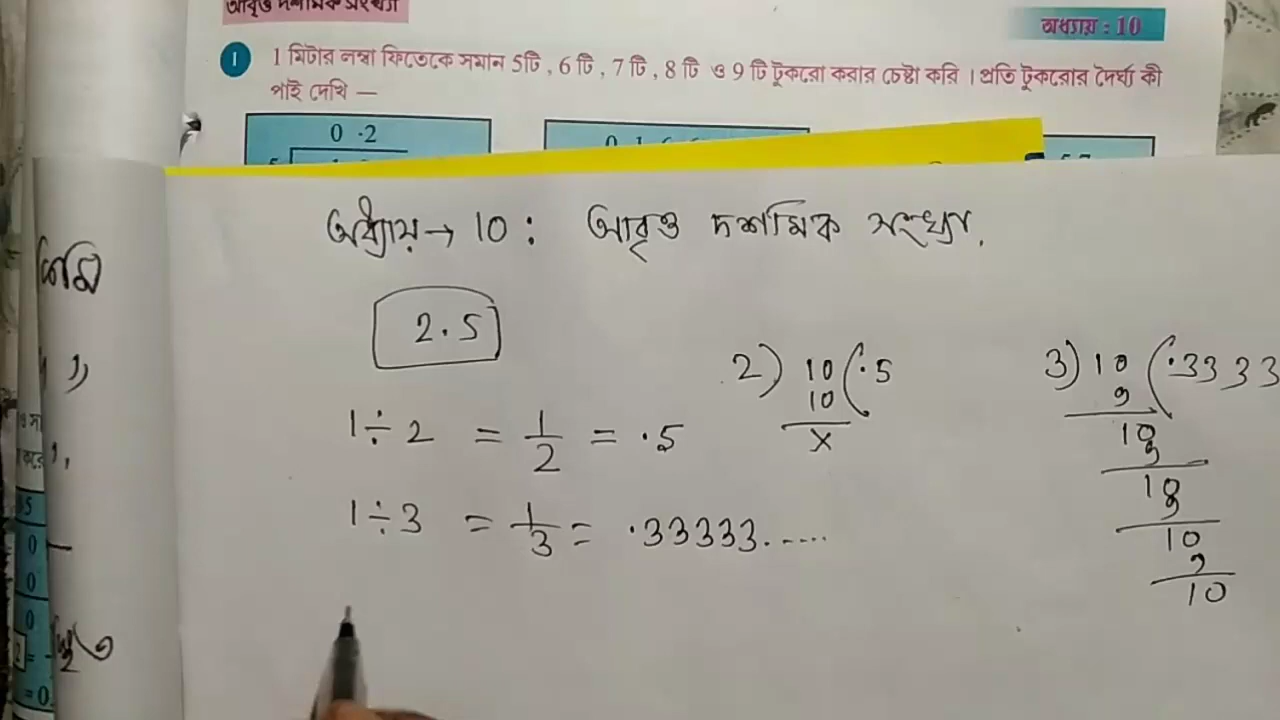 আবৃত্ত দশমিক সংখ্যা
অধ্যায় : 10
1 1 মিটার লম্বা ফিতেকে সমান 5টি , 6 টি , 7 টি , 8 টি ও 9 টি টুকরো করার চেষ্টা করি । প্রতি টুকরোর দৈর্ঘ্য কী
পাই দেখি —
0 ·2
অধ্যায় → 10 : আবৃত্ত দশমিক সংখ্যা.
2.5
2) 10 ( .5
10
x
3) 10 ( .3333
9
10
9
10
9
10
9
10
1 ÷ 2 = 1/2 = .5
1 ÷ 3 = 1/3 = .33333.....